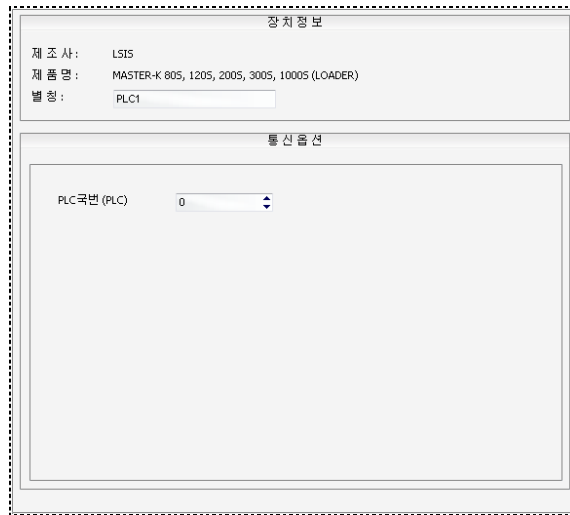 장 치 정 보
제 조 사 : LSIS
제 품 명 : MASTER-K 80S, 120S, 200S, 300S, 1000S (LOADER)
별 칭 : PLC1
통 신 옵 션
PLC국번 (PLC) 0